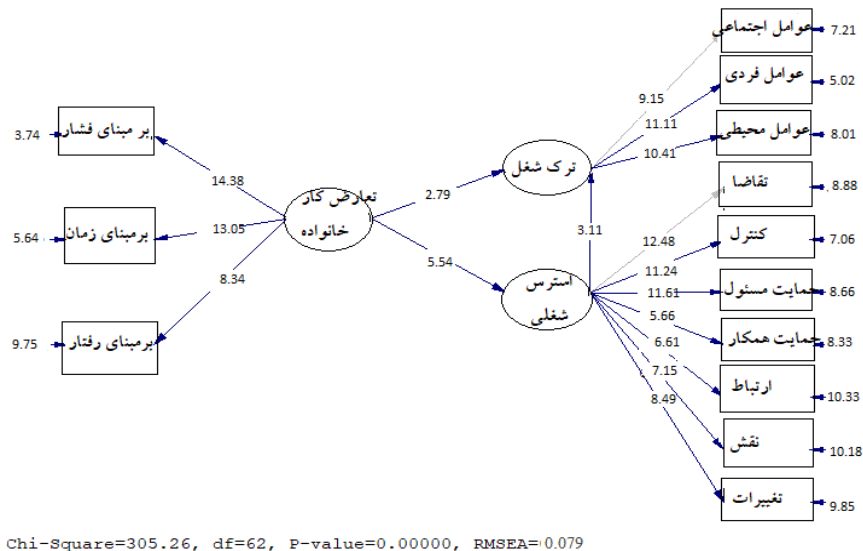 عوامل اجتماعی
7.21
عوامل فردی
5.02
9.15
بر مبنای فشار
3.74
11.11
عوامل محیطی
8.01
10.41
ترک شغل
14.38
تقاضا
8.88
2.79
تعارض کار
خانواده
برمبنای زمان
5.64
13.05
3.11
12.48
کنترل
7.06
5.54
11.24
8.34
استرس
شغلی
11.61
حمایت مسئول
8.66
5.66
برمبنای رفتار
9.75
6.61
حمایت همکار
8.33
7.15
ارتباط
10.33
8.49
نقش
10.18
تغییرات
9.85
Chi-Square=305.26, df=62, P-value=0.00000, RMSEA=0.079